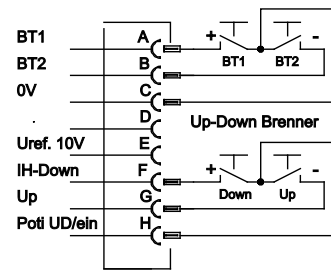 BT1 A + -
BT2 B BT1 BT2
0V C
. D Up-Down Brenner
Uref. 10V E
IH-Down F + -
Up G Down Up
Poti UD/ein H